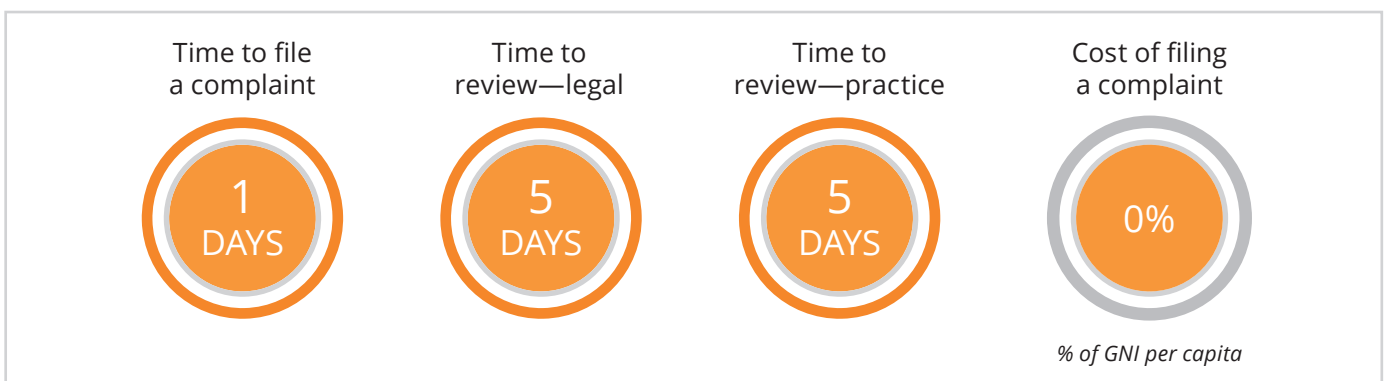 Time to file
a complaint
1
DAYS
Time to
review—legal
5
DAYS
Time to
review—practice
5
DAYS
Cost of filing
a complaint
0%
% of GNI per capita